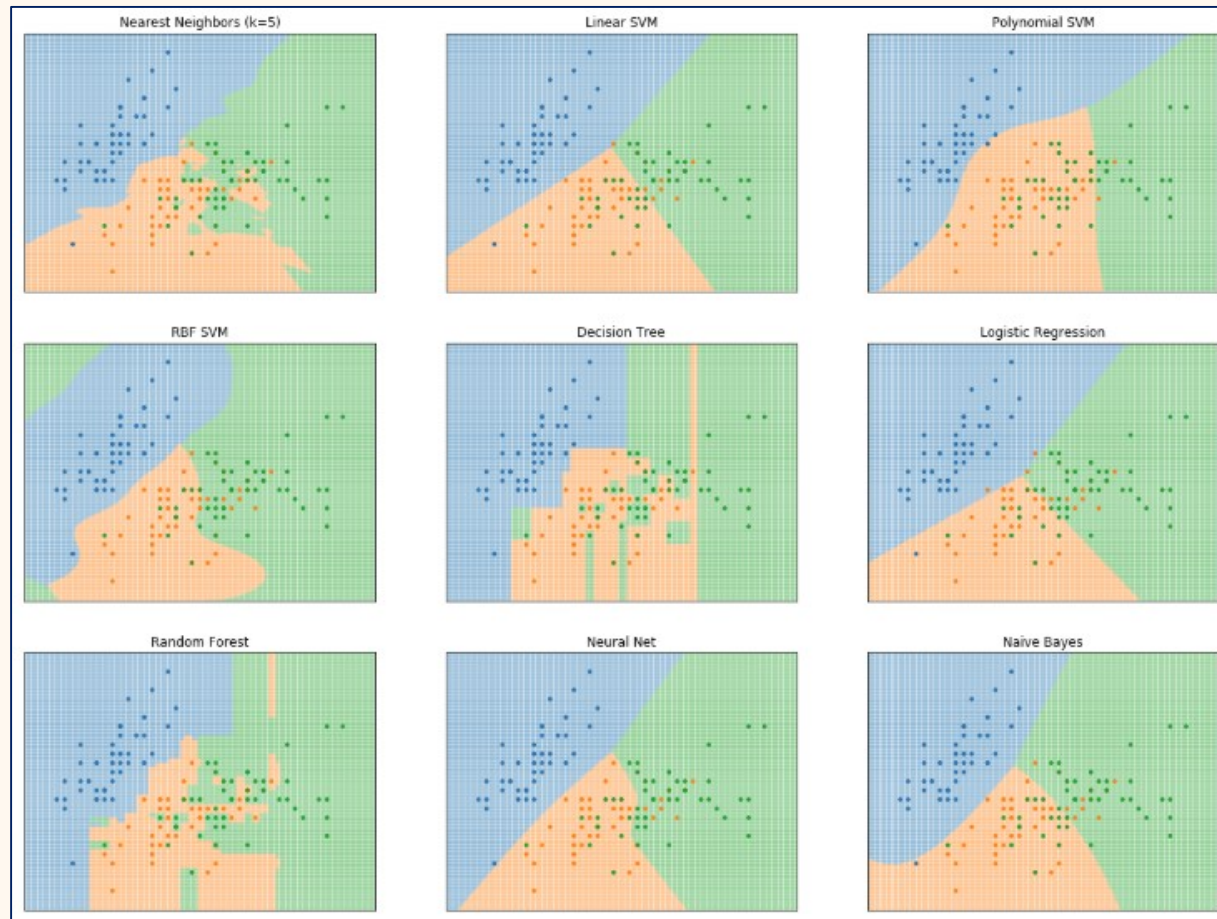 Nearest Neighbors (k=5)
Linear SVM
Polynomial SVM
RBF SVM
Decision Tree
Logistic Regression
Random Forest
Neural Net
Naive Bayes